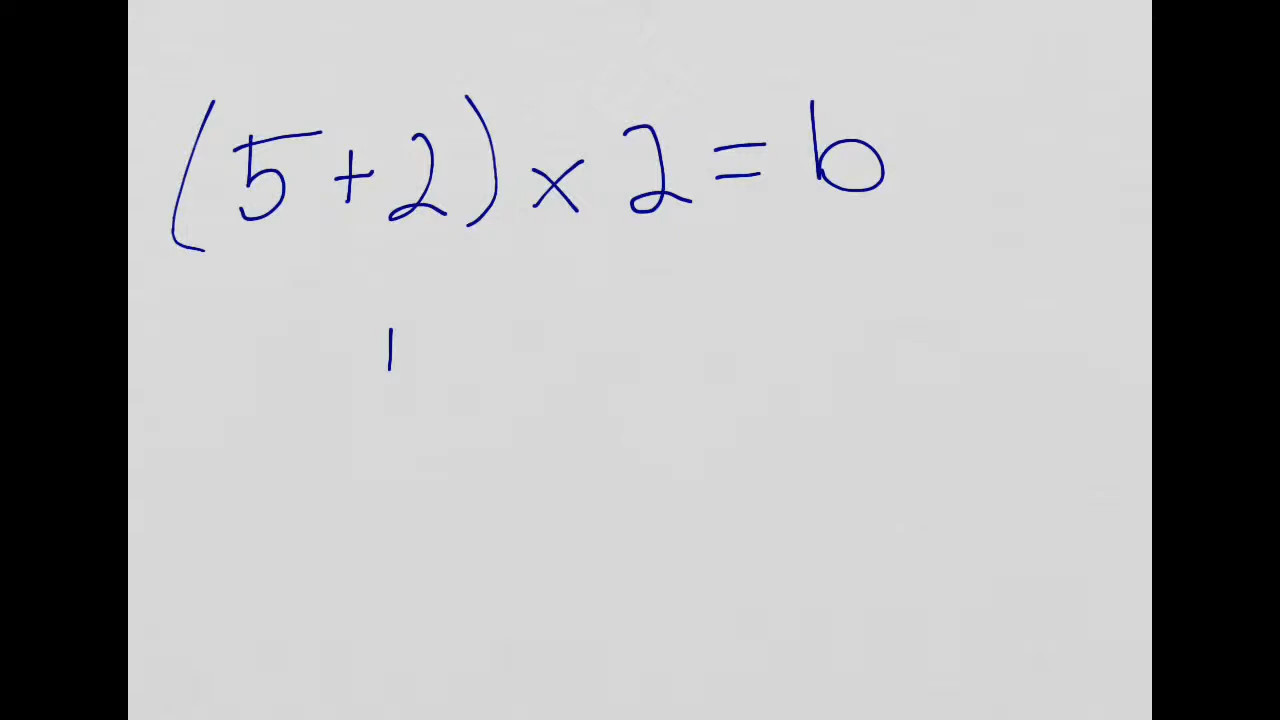 (5+2) × 2 = b